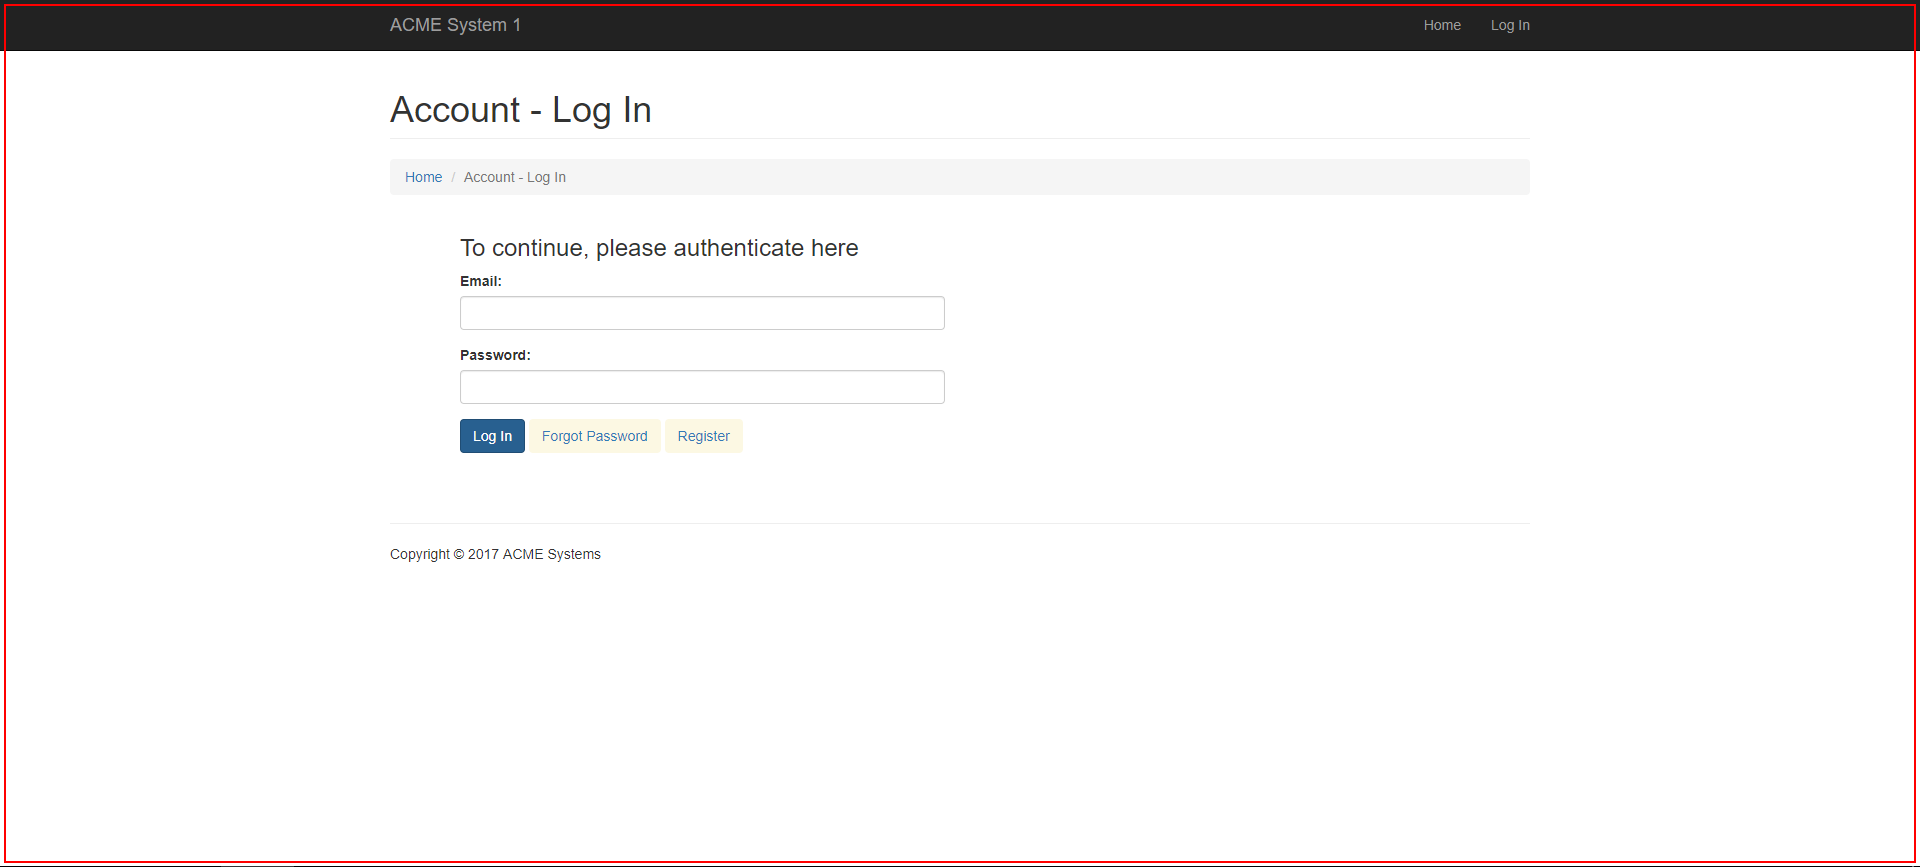 ACME System 1 Home Log In
Account - Log In
Home / Account - Log In
To continue, please authenticate here
Email:
Password:
Log In Forgot Password Register
Copyright © 2017 ACME Systems